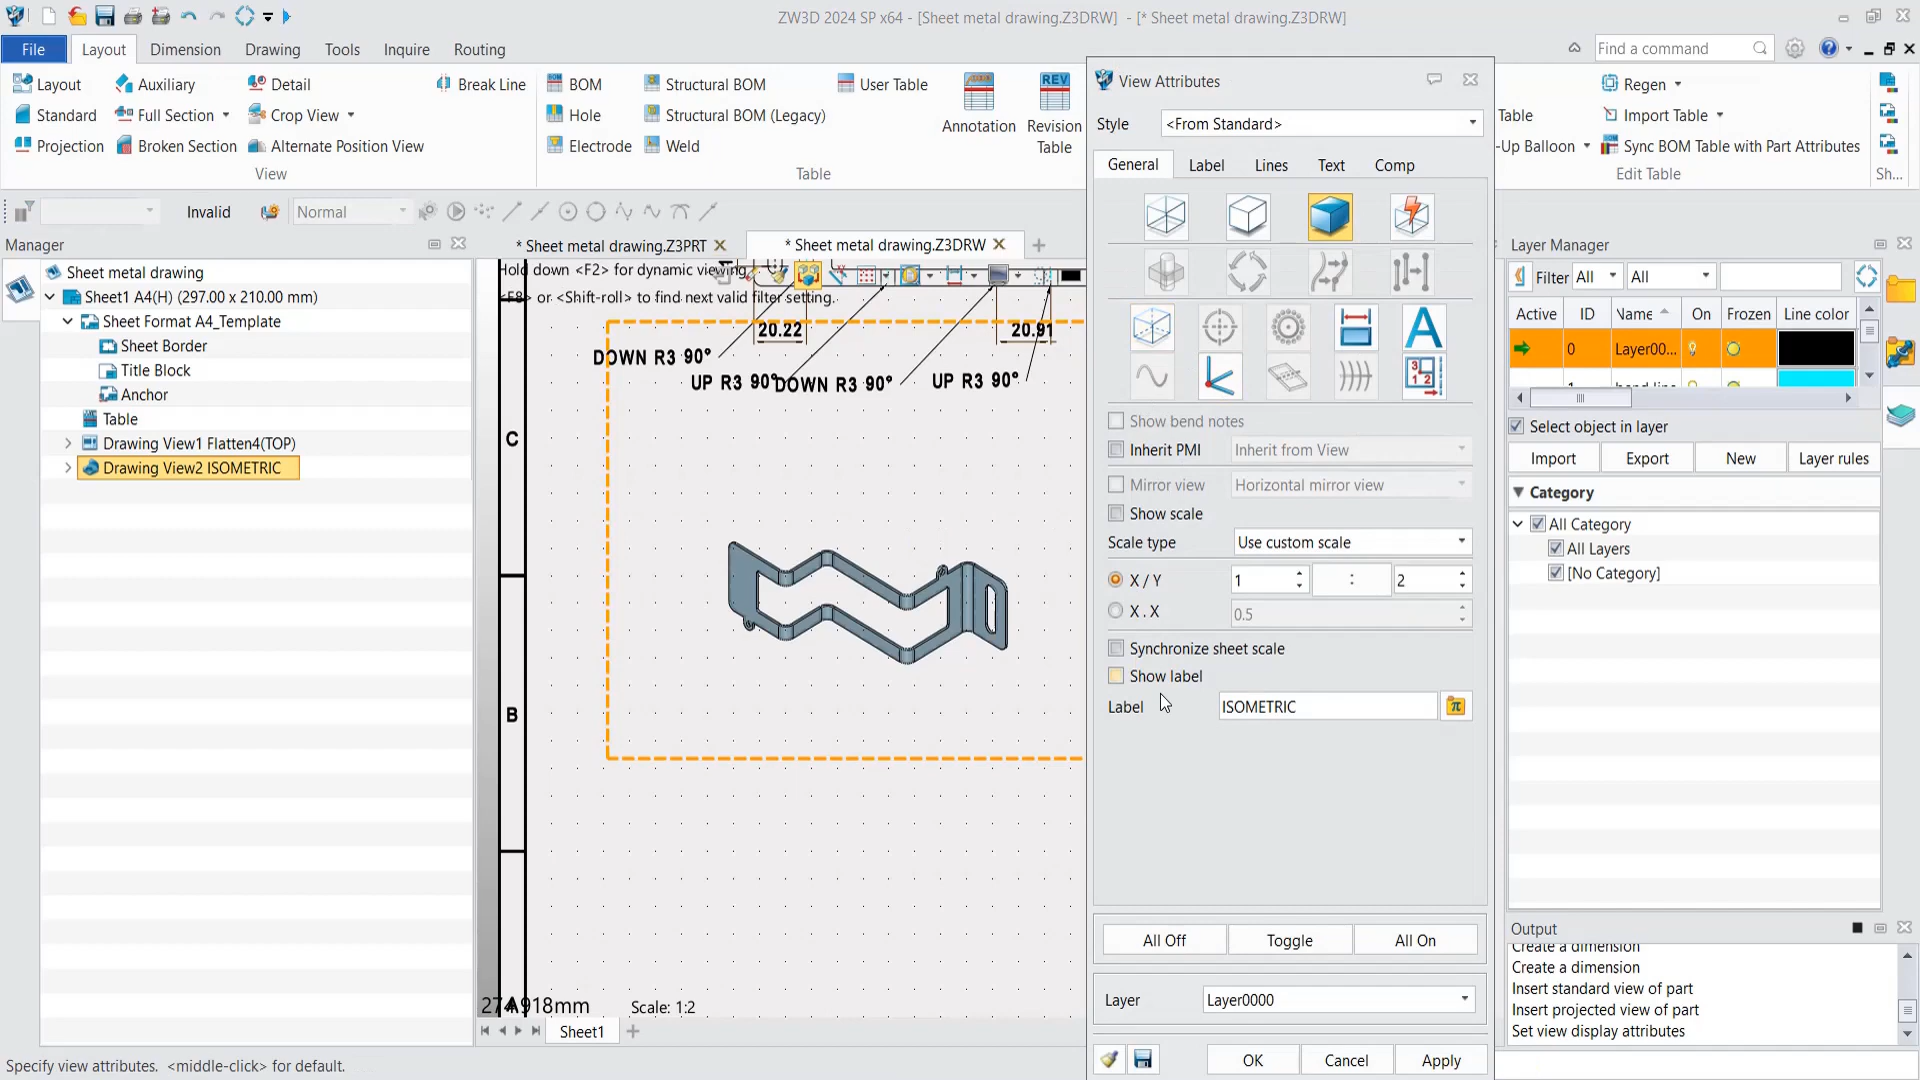 ZW3D 2024 SP x64 - [Sheet metal drawing.Z3DRW] - [* Sheet metal drawing.Z3DRW]
File Layout Dimension Drawing Tools Inquire Routing Find a command
Layout Auxiliary Detail Break Line BOM Structural BOM User Table REV Regen
Standard Full Section Crop View Hole Structural BOM (Legacy) Annotation Revision Table Table Import Table
Projection Broken Section Alternate Position View Electrode Weld -Up Balloon Sync BOM Table with Part Attributes
View Table Edit Table Sh...
Invalid Normal
Manager
Sheet metal drawing
Sheet1 A4(H) (297.00 x 210.00 mm)
Sheet Format A4_Template
Sheet Border
Title Block
Anchor
Table
Drawing View1 Flatten4(TOP)
Drawing View2 ISOMETRIC
* Sheet metal drawing.Z3PRT * Sheet metal drawing.Z3DRW
Hold down <F2> for dynamic viewing.
<F8> or <Shift-roll> to find next valid filter setting.
20.22 20.91
DOWN R3 90°
UP R3 90°
DOWN R3 90°
UP R3 90°
C
B
A
274.918mm Scale: 1:2
Sheet1
View Attributes
Style <From Standard>
General Label Lines Text Comp
Show bend notes
Inherit PMI Inherit from View
Mirror view Horizontal mirror view
Show scale
Scale type Use custom scale
X / Y 1 : 2
X . X 0.5
Synchronize sheet scale
Show label
Label ISOMETRIC
All Off Toggle All On
Layer Layer0000
OK Cancel Apply
Layer Manager
Filter All All
Active ID Name On Frozen Line color
0 Layer00...
Select object in layer
Import Export New Layer rules
Category
All Category
All Layers
[No Category]
Output
Create a dimension
Create a dimension
Insert standard view of part
Insert projected view of part
Set view display attributes
Specify view attributes. <middle-click> for default.